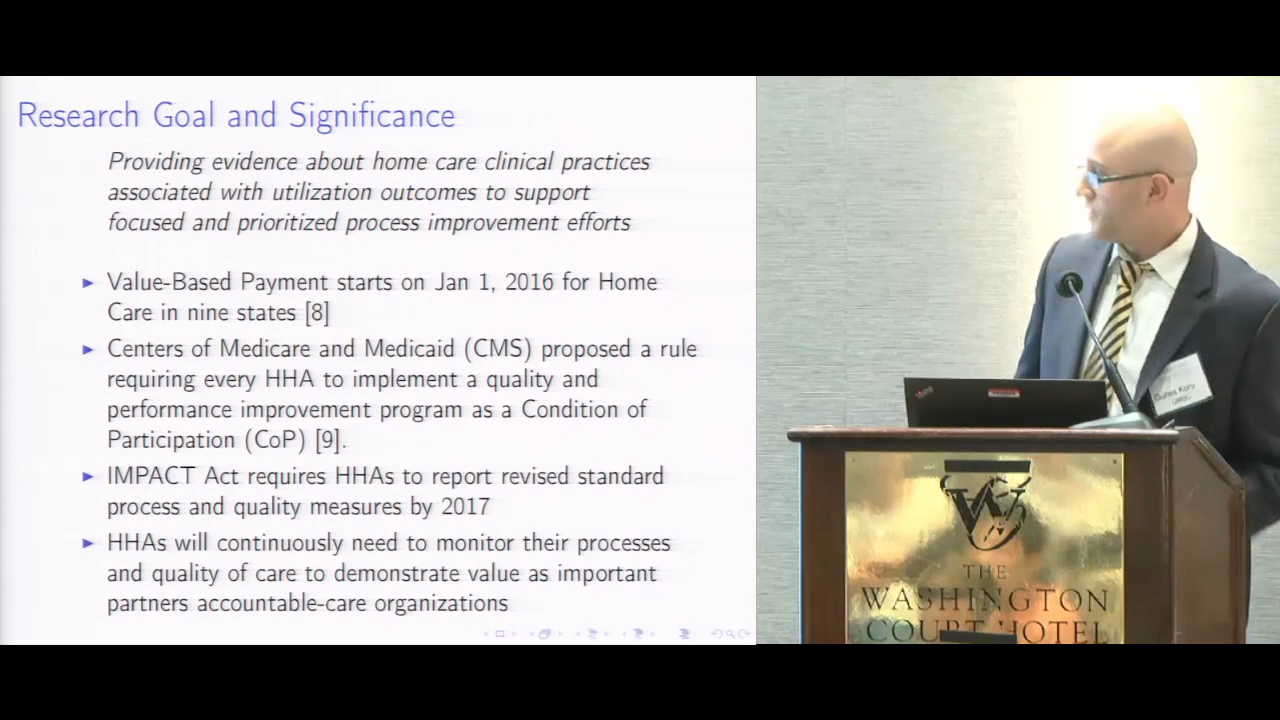 Research Goal and Significance
Providing evidence about home care clinical practices
associated with utilization outcomes to support
focused and prioritized process improvement efforts
▶ Value-Based Payment starts on Jan 1, 2016 for Home
Care in nine states [8]
▶ Centers of Medicare and Medicaid (CMS) proposed a rule
requiring every HHA to implement a quality and
performance improvement program as a Condition of
Participation (CoP) [9].
▶ IMPACT Act requires HHAs to report revised standard
process and quality measures by 2017
▶ HHAs will continuously need to monitor their processes
and quality of care to demonstrate value as important
partners accountable-care organizations
UMBC
W
THE
WASHINGTON
COURT HOTEL